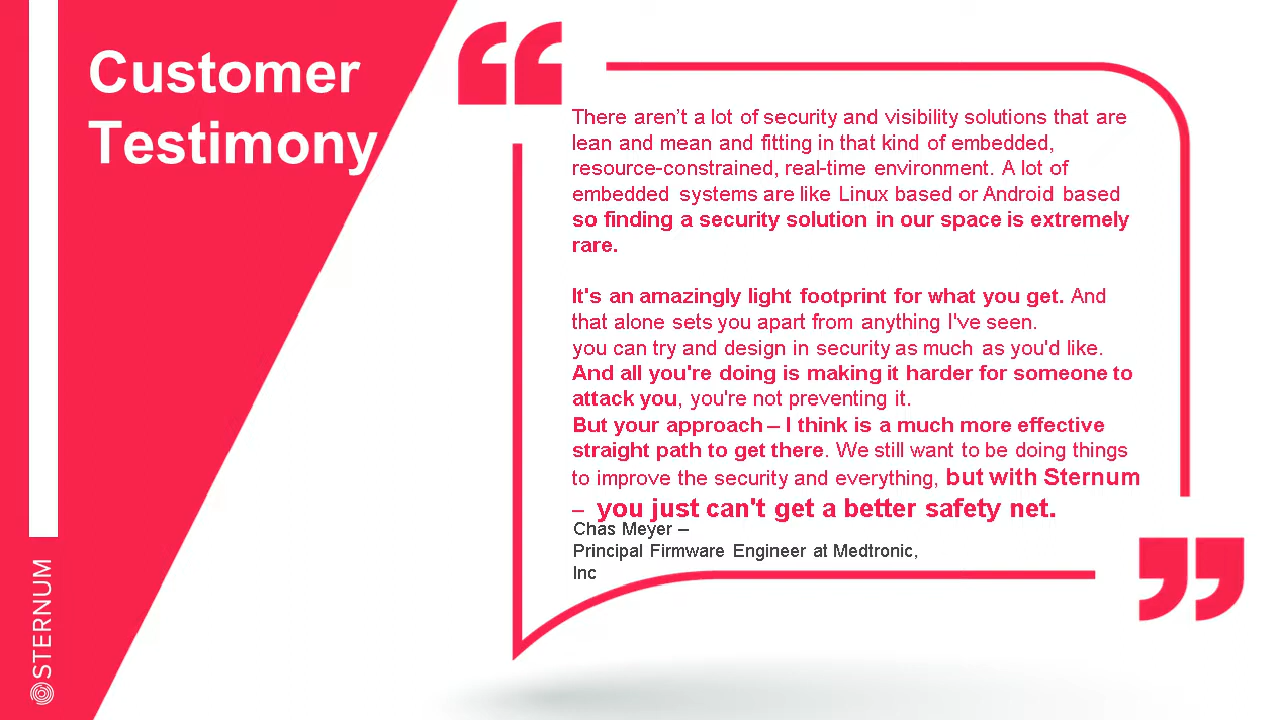 Customer
Testimony
There aren't a lot of security and visibility solutions that are
lean and mean and fitting in that kind of embedded,
resource-constrained, real-time environment. A lot of
embedded systems are like Linux based or Android based
so finding a security solution in our space is extremely
rare.
It's an amazingly light footprint for what you get. And
that alone sets you apart from anything I've seen.
you can try and design in security as much as you'd like.
And all you're doing is making it harder for someone to
attack you, you're not preventing it.
But your approach – I think is a much more effective
straight path to get there. We still want to be doing things
to improve the security and everything, but with Sternum
– you just can't get a better safety net.
Chas Meyer –
Principal Firmware Engineer at Medtronic,
Inc
STERNUM